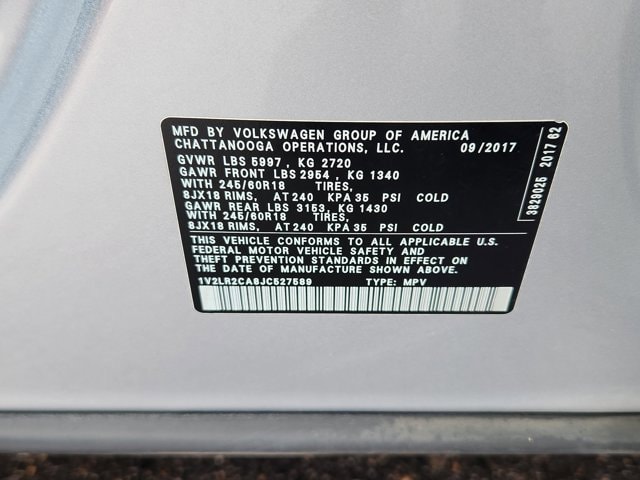 MFD BY VOLKSWAGEN GROUP OF AMERICA
CHATTANOOGA OPERATIONS, LLC. 09/2017
GVWR LBS 5997, KG 2720
GAWR FRONT LBS 2954, KG 1340
WITH 245/60R18 TIRES,
8JX18 RIMS, AT 240 KPA 35 PSI COLD
GAWR REAR LBS 3153, KG 1430
WITH 245/60R18 TIRES,
8JX18 RIMS, AT 240 KPA 35 PSI COLD
THIS VEHICLE CONFORMS TO ALL APPLICABLE U.S.
FEDERAL MOTOR VEHICLE SAFETY AND
THEFT PREVENTION STANDARDS IN EFFECT ON
THE DATE OF MANUFACTURE SHOWN ABOVE.
1V2LR2CA8JC527589 TYPE: MPV
3829025 2017 62